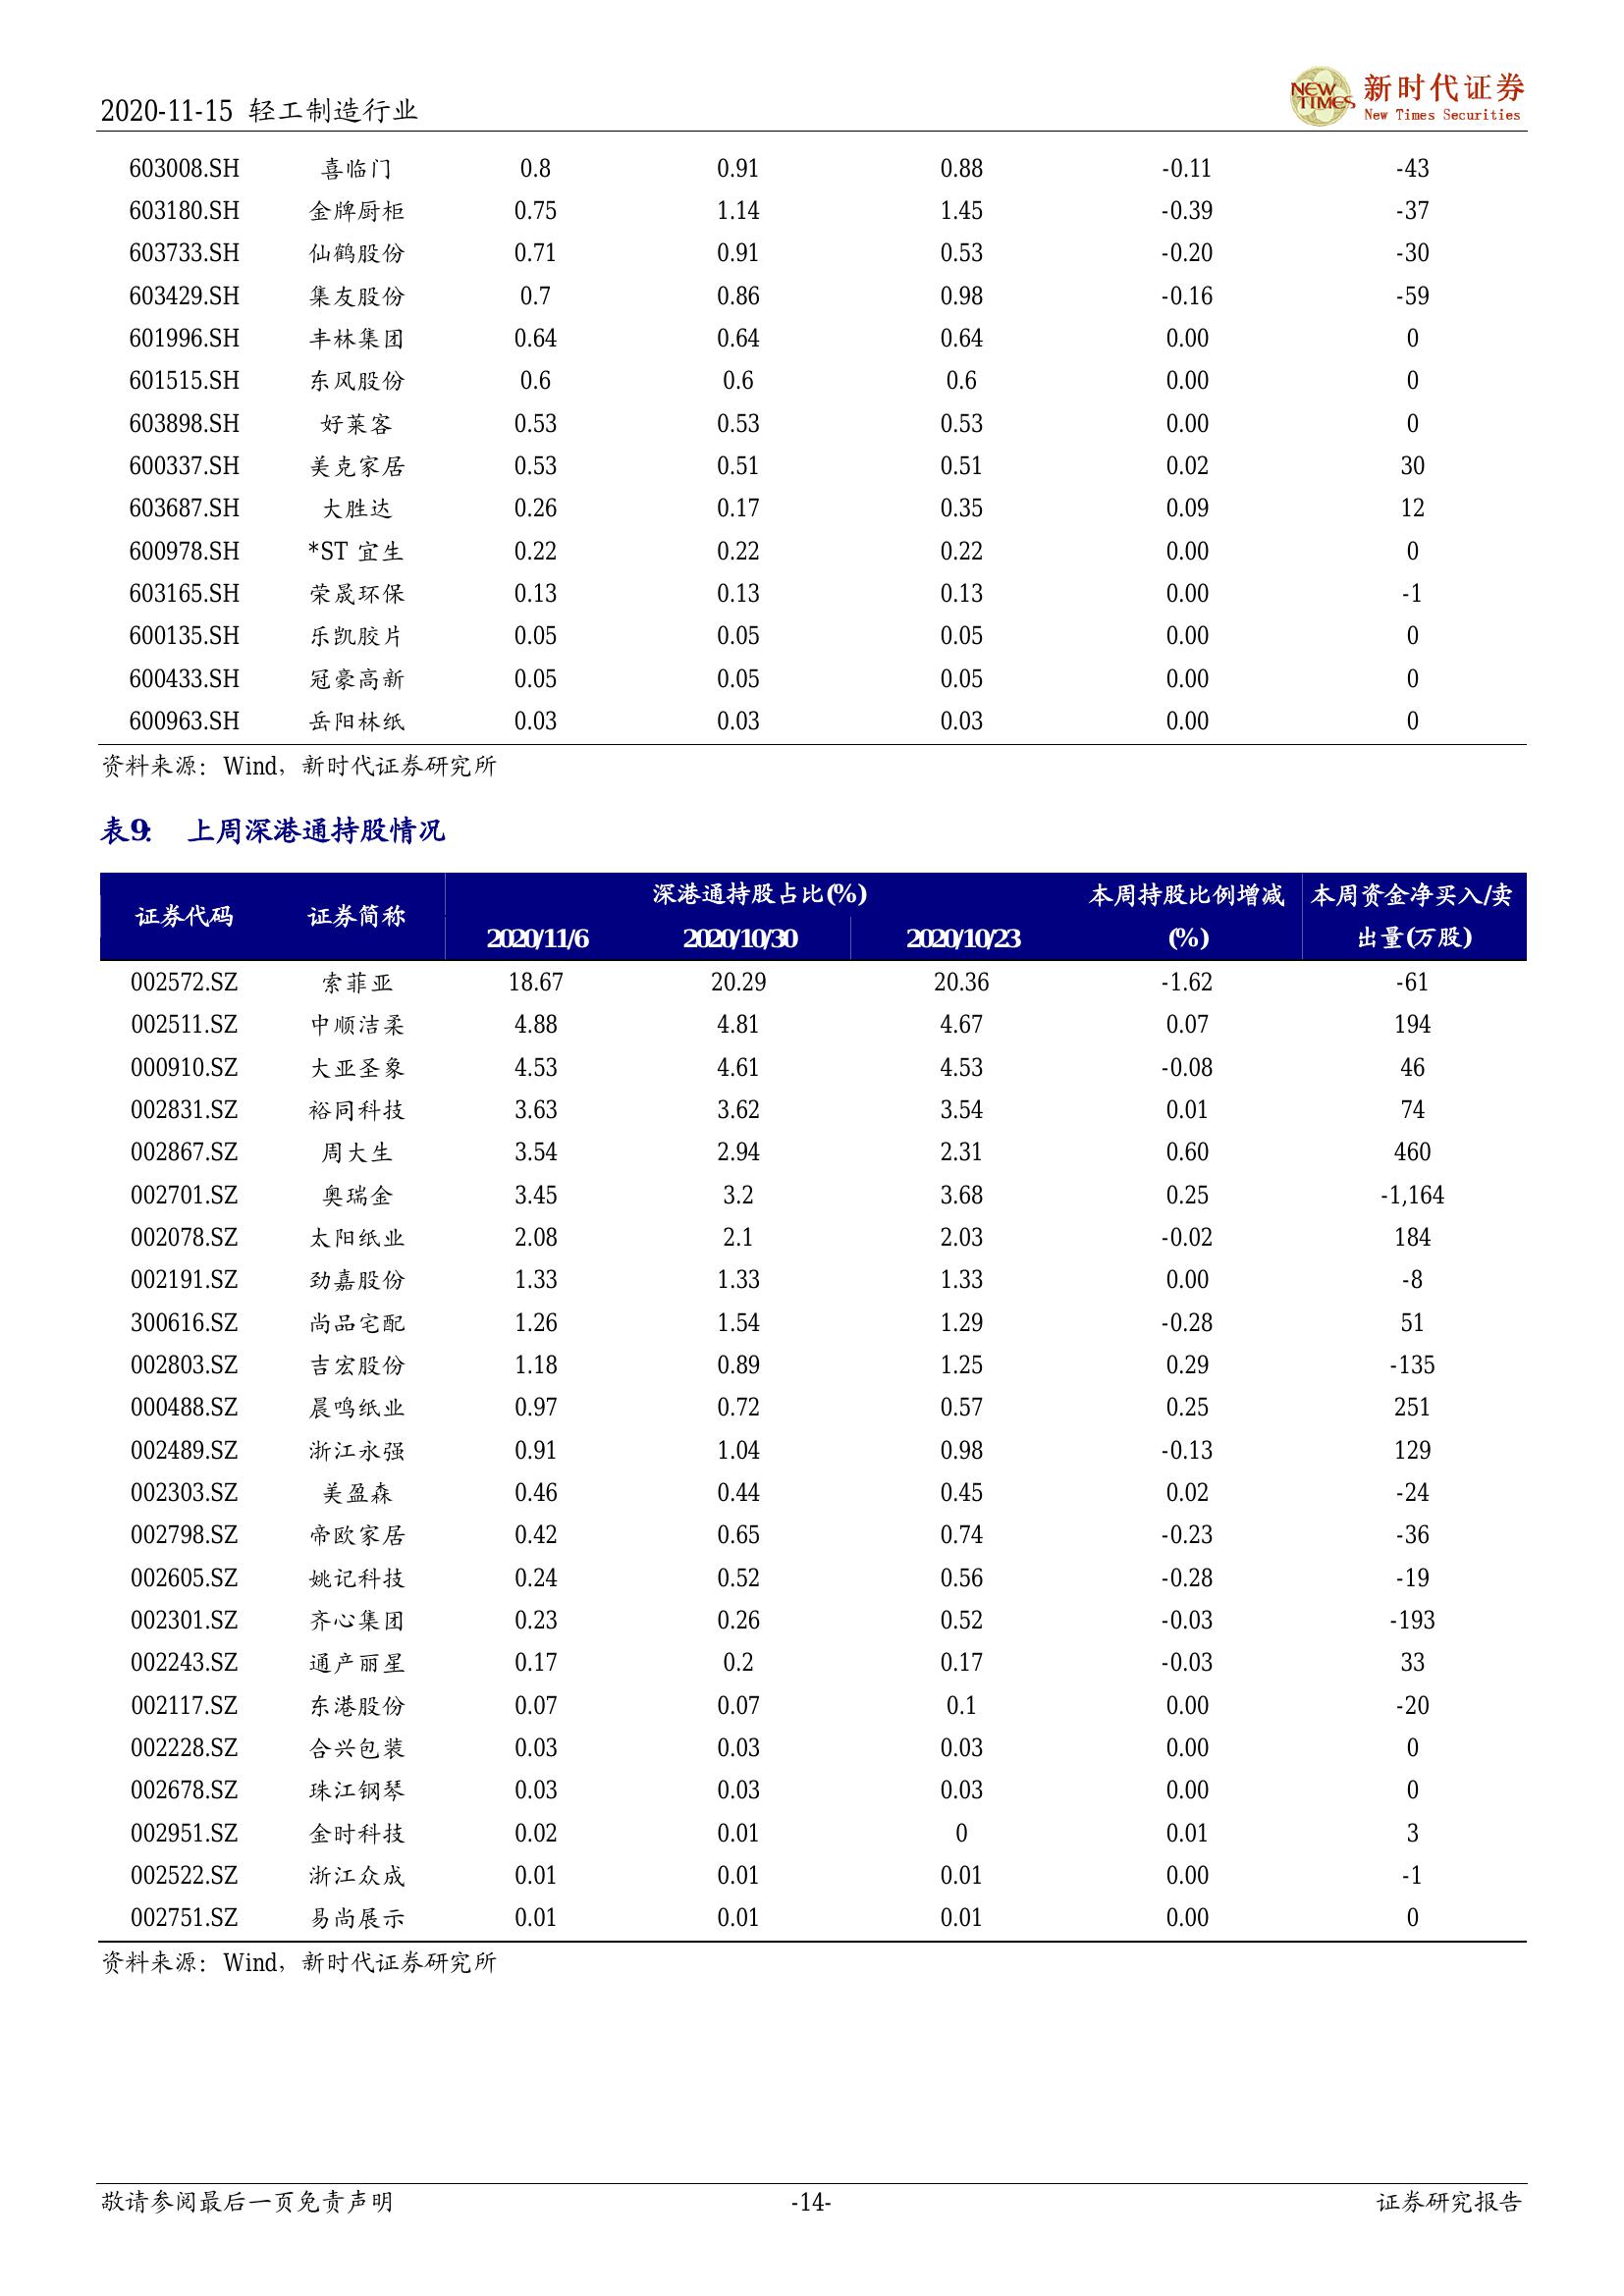 2020-11-15 轻工制造行业
NEW TIMES 新时代证券
New Times Securities
603008.SH 喜临门 0.8 0.91 0.88 -0.11 -43
603180.SH 金牌厨柜 0.75 1.14 1.45 -0.39 -37
603733.SH 仙鹤股份 0.71 0.91 0.53 -0.20 -30
603429.SH 集友股份 0.7 0.86 0.98 -0.16 -59
601996.SH 丰林集团 0.64 0.64 0.64 0.00 0
601515.SH 东风股份 0.6 0.6 0.6 0.00 0
603898.SH 好莱客 0.53 0.53 0.53 0.00 0
600337.SH 美克家居 0.53 0.51 0.51 0.02 30
603687.SH 大胜达 0.26 0.17 0.35 0.09 12
600978.SH *ST 宜生 0.22 0.22 0.22 0.00 0
603165.SH 荣晟环保 0.13 0.13 0.13 0.00 -1
600135.SH 乐凯胶片 0.05 0.05 0.05 0.00 0
600433.SH 冠豪高新 0.05 0.05 0.05 0.00 0
600963.SH 岳阳林纸 0.03 0.03 0.03 0.00 0
资料来源：Wind，新时代证券研究所
表9： 上周深港通持股情况
证券代码 证券简称 深港通持股占比(%) 本周持股比例增减 本周资金净买入/卖
2020/11/6 2020/10/30 2020/10/23 (%) 出量(万股)
002572.SZ 索菲亚 18.67 20.29 20.36 -1.62 -61
002511.SZ 中顺洁柔 4.88 4.81 4.67 0.07 194
000910.SZ 大亚圣象 4.53 4.61 4.53 -0.08 46
002831.SZ 裕同科技 3.63 3.62 3.54 0.01 74
002867.SZ 周大生 3.54 2.94 2.31 0.60 460
002701.SZ 奥瑞金 3.45 3.2 3.68 0.25 -1,164
002078.SZ 太阳纸业 2.08 2.1 2.03 -0.02 184
002191.SZ 劲嘉股份 1.33 1.33 1.33 0.00 -8
300616.SZ 尚品宅配 1.26 1.54 1.29 -0.28 51
002803.SZ 吉宏股份 1.18 0.89 1.25 0.29 -135
000488.SZ 晨鸣纸业 0.97 0.72 0.57 0.25 251
002489.SZ 浙江永强 0.91 1.04 0.98 -0.13 129
002303.SZ 美盈森 0.46 0.44 0.45 0.02 -24
002798.SZ 帝欧家居 0.42 0.65 0.74 -0.23 -36
002605.SZ 姚记科技 0.24 0.52 0.56 -0.28 -19
002301.SZ 齐心集团 0.23 0.26 0.52 -0.03 -193
002243.SZ 通产丽星 0.17 0.2 0.17 -0.03 33
002117.SZ 东港股份 0.07 0.07 0.1 0.00 -20
002228.SZ 合兴包装 0.03 0.03 0.03 0.00 0
002678.SZ 珠江钢琴 0.03 0.03 0.03 0.00 0
002951.SZ 金时科技 0.02 0.01 0 0.01 3
002522.SZ 浙江众成 0.01 0.01 0.01 0.00 -1
002751.SZ 易尚展示 0.01 0.01 0.01 0.00 0
资料来源：Wind，新时代证券研究所
敬请参阅最后一页免责声明 -14- 证券研究报告